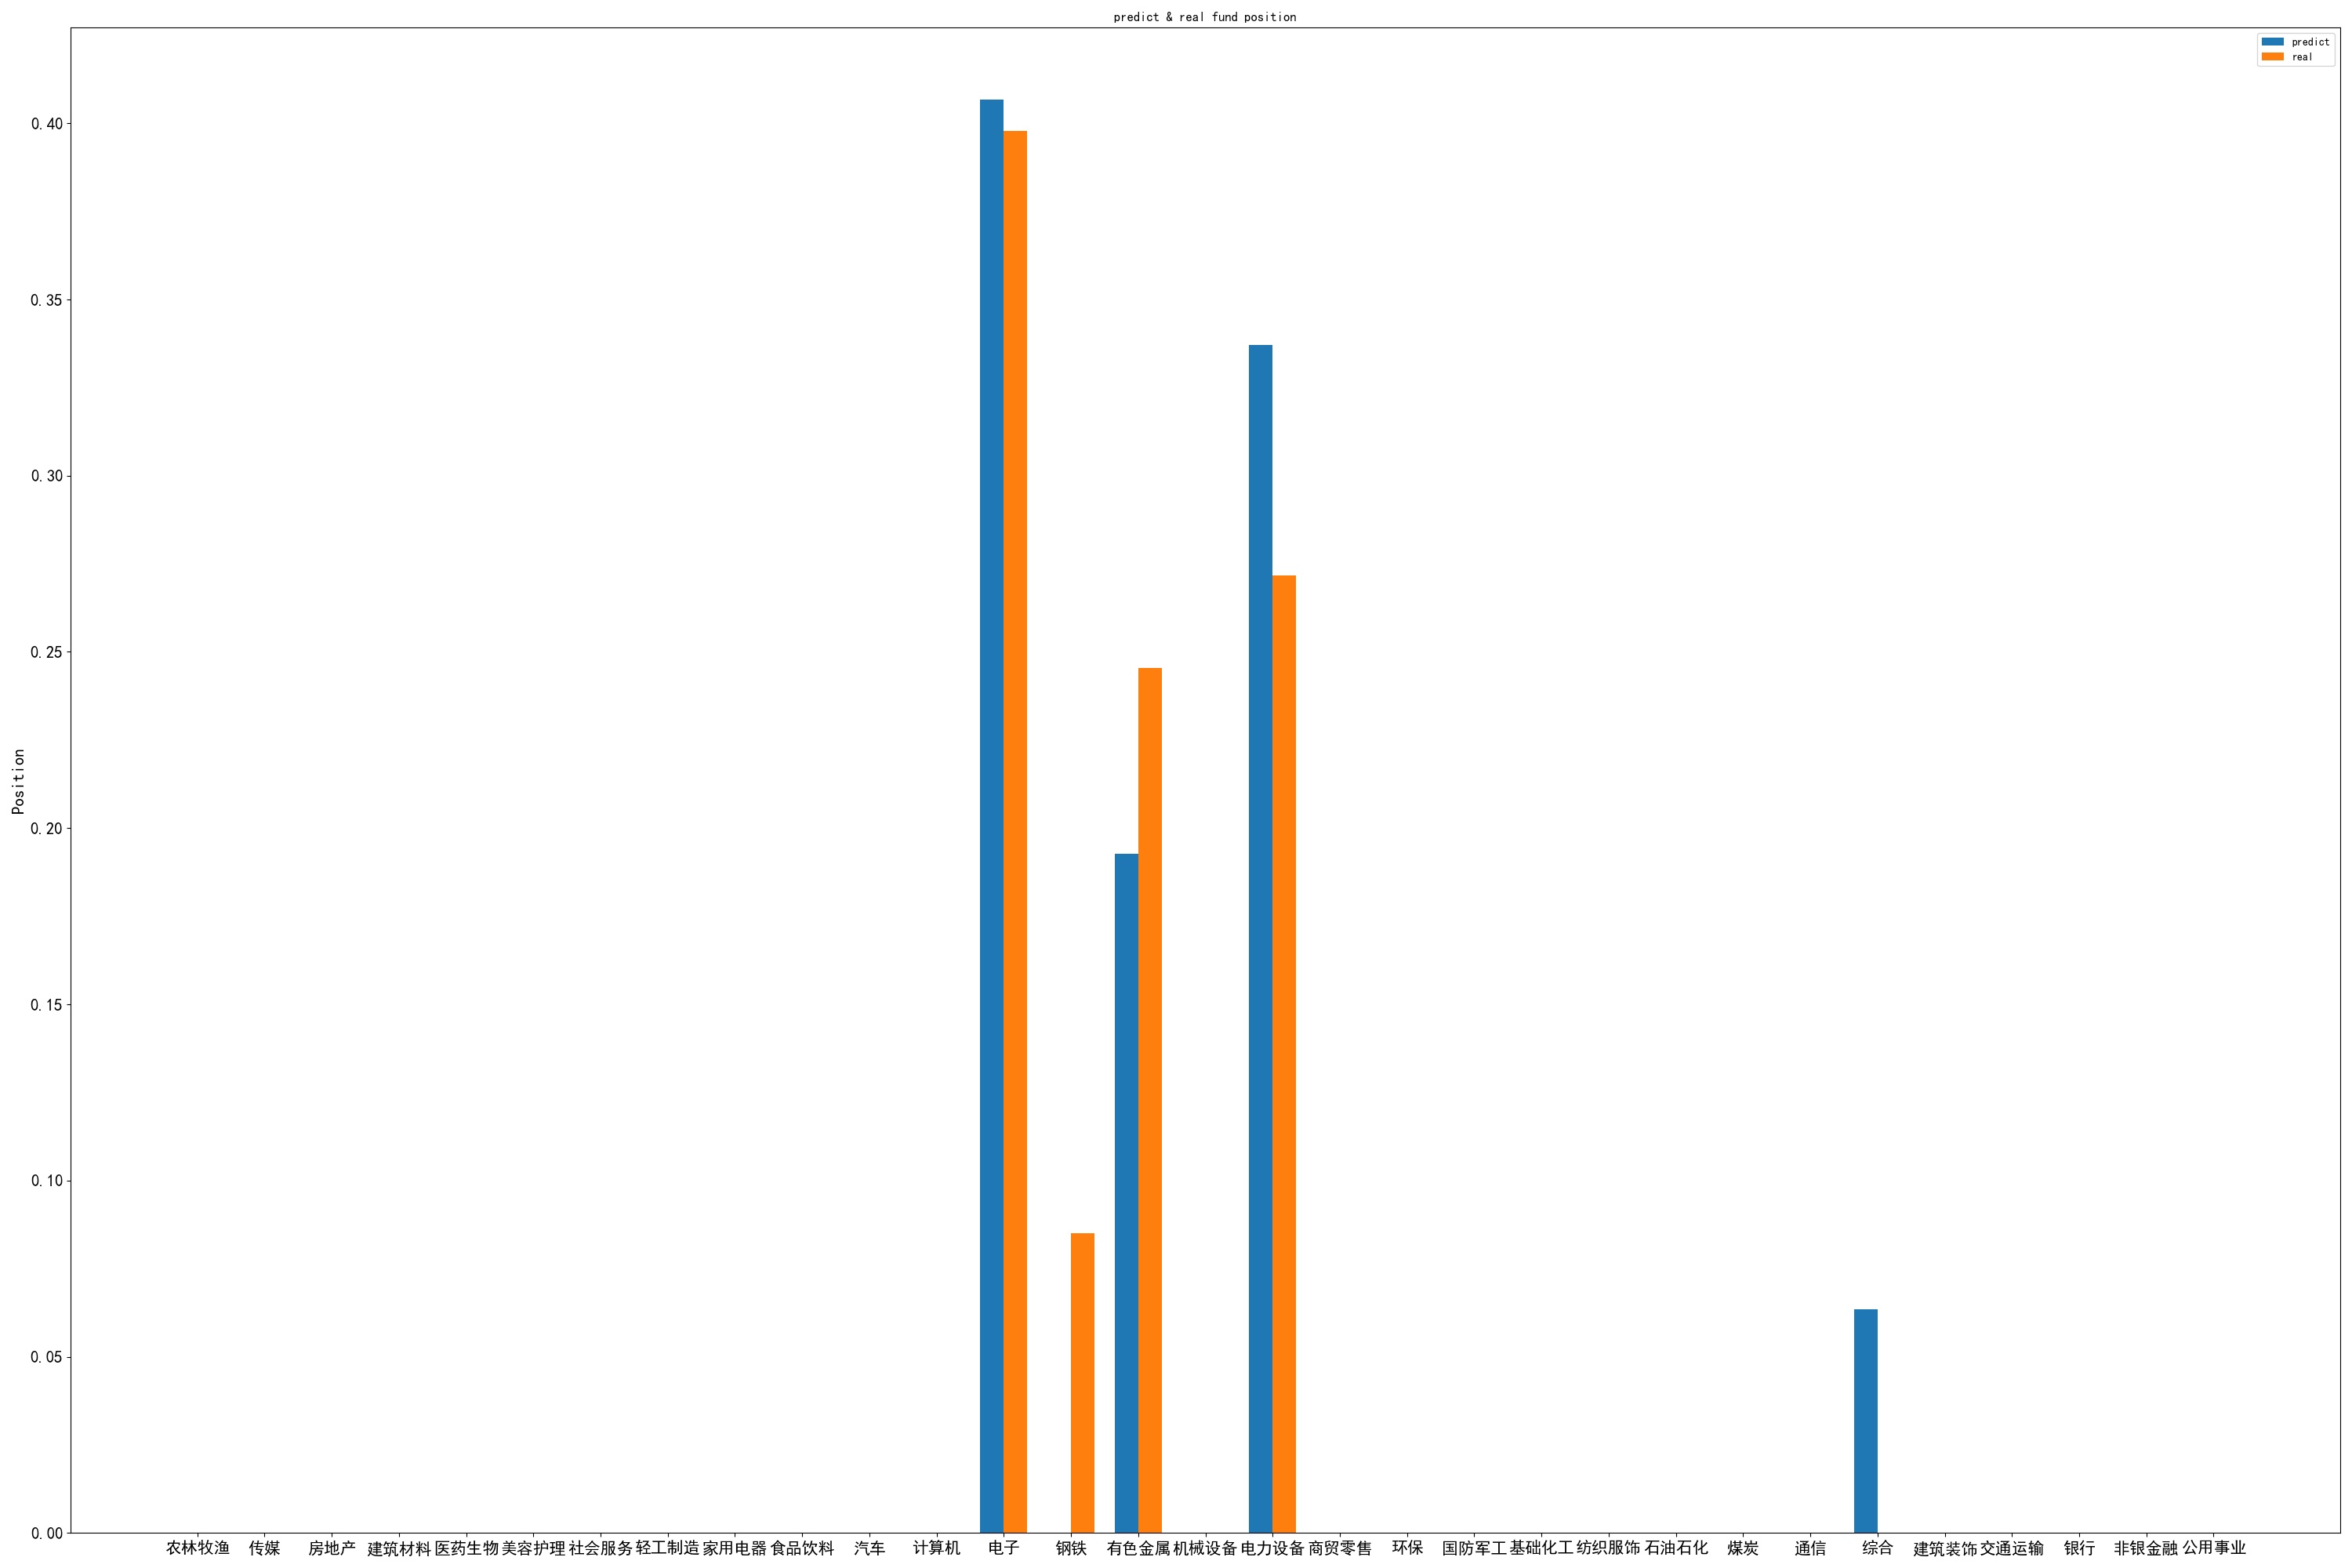 predict & real fund position
predict
real
0.40
0.35
0.30
0.25
0.20
0.15
0.10
0.05
0.00
Position
农林牧渔 传媒 房地产 建筑材料 医药生物 美容护理 社会服务 轻工制造 家用电器 食品饮料 汽车 计算机 电子 钢铁 有色金属 机械设备 电力设备 商贸零售 环保 国防军工 基础化工 纺织服饰 石油石化 煤炭 通信 综合 建筑装饰 交通运输 银行 非银金融 公用事业